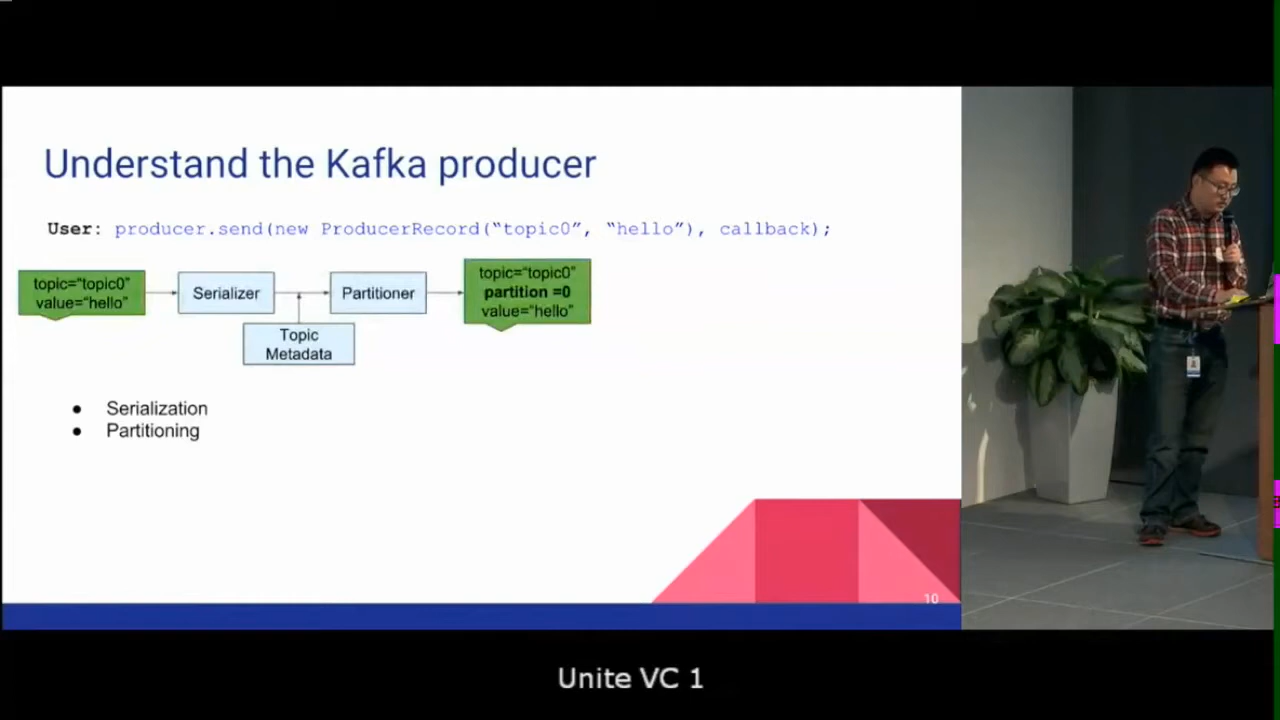 Understand the Kafka producer
User: producer.send(new ProducerRecord(“topic0”, “hello”), callback);
topic=“topic0”
value=“hello”
Serializer
Partitioner
topic=“topic0”
partition =0
value=“hello”
Topic
Metadata
● Serialization
● Partitioning
10
Unite VC 1